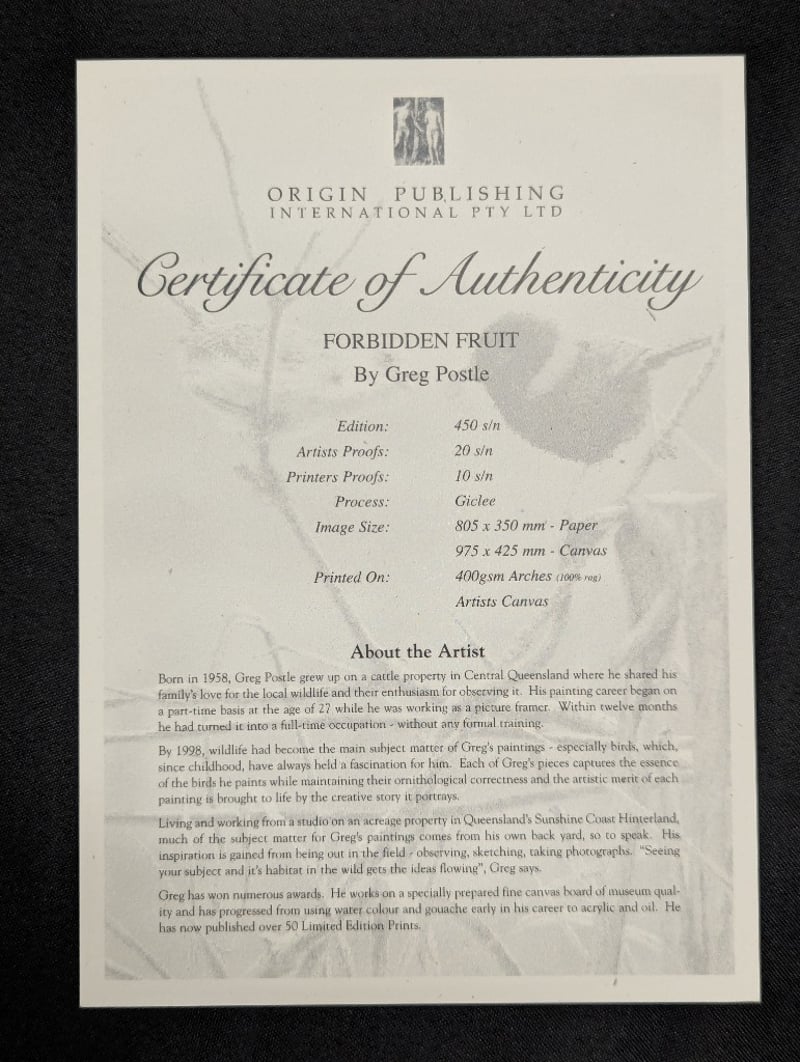 ORIGIN PUBLISHING
INTERNATIONAL PTY LTD
Certificate of Authenticity
FORBIDDEN FRUIT
By Greg Postle
Edition: 450 s/n
Artists Proofs: 20 s/n
Printers Proofs: 10 s/n
Process: Giclee
Image Size: 805 x 350 mm - Paper
975 x 425 mm - Canvas
Printed On: 400gsm Arches (100% rag)
Artists Canvas
About the Artist
Born in 1958, Greg Postle grew up on a cattle property in Central Queensland where he shared his
family's love for the local wildlife and their enthusiasm for observing it. His painting career began on
a part-time basis at the age of 27 while he was working as a picture framer. Within twelve months
he had turned it into a full-time occupation - without any formal training.
By 1998, wildlife had become the main subject matter of Greg's paintings - especially birds, which,
since childhood, have always held a fascination for him. Each of Greg's pieces captures the essence
of the birds he paints while maintaining their ornithological correctness and the artistic merit of each
painting is brought to life by the creative story it portrays.
Living and working from a studio on an acreage property in Queensland's Sunshine Coast Hinterland,
much of the subject matter for Greg's paintings comes from his own back yard, so to speak. His
inspiration is gained from being out in the field - observing, sketching, taking photographs. "Seeing
your subject and it's habitat in the wild gets the ideas flowing", Greg says.
Greg has won numerous awards. He works on a specially prepared fine canvas board of museum qual-
ity and has progressed from using water colour and gouache early in his career to acrylic and oil. He
has now published over 50 Limited Edition Prints.